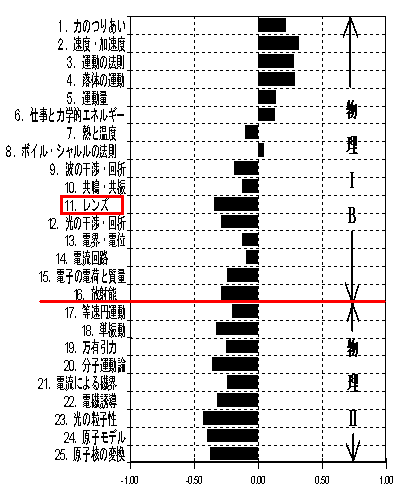 1. 力のつりあい
2. 速度・加速度
3. 運動の法則
4. 落体の運動
5. 運動量
6. 仕事と力学的エネルギー
7. 熱と温度
8. ボイル・シャルルの法則
9. 波の干渉・回折
10. 共鳴・共振
11. レンズ
12. 光の干渉・回折
13. 電界・電位
14. 電流回路
15. 電子の電荷と質量
16. 放射能
17. 等速円運動
18. 単振動
19. 万有引力
20. 分子運動論
21. 電流による磁界
22. 電磁誘導
23. 光の粒子性
24. 原子モデル
25. 原子核の変換
物理ⅠB
物理Ⅱ
-1.00 -0.50 0.00 0.50 1.00